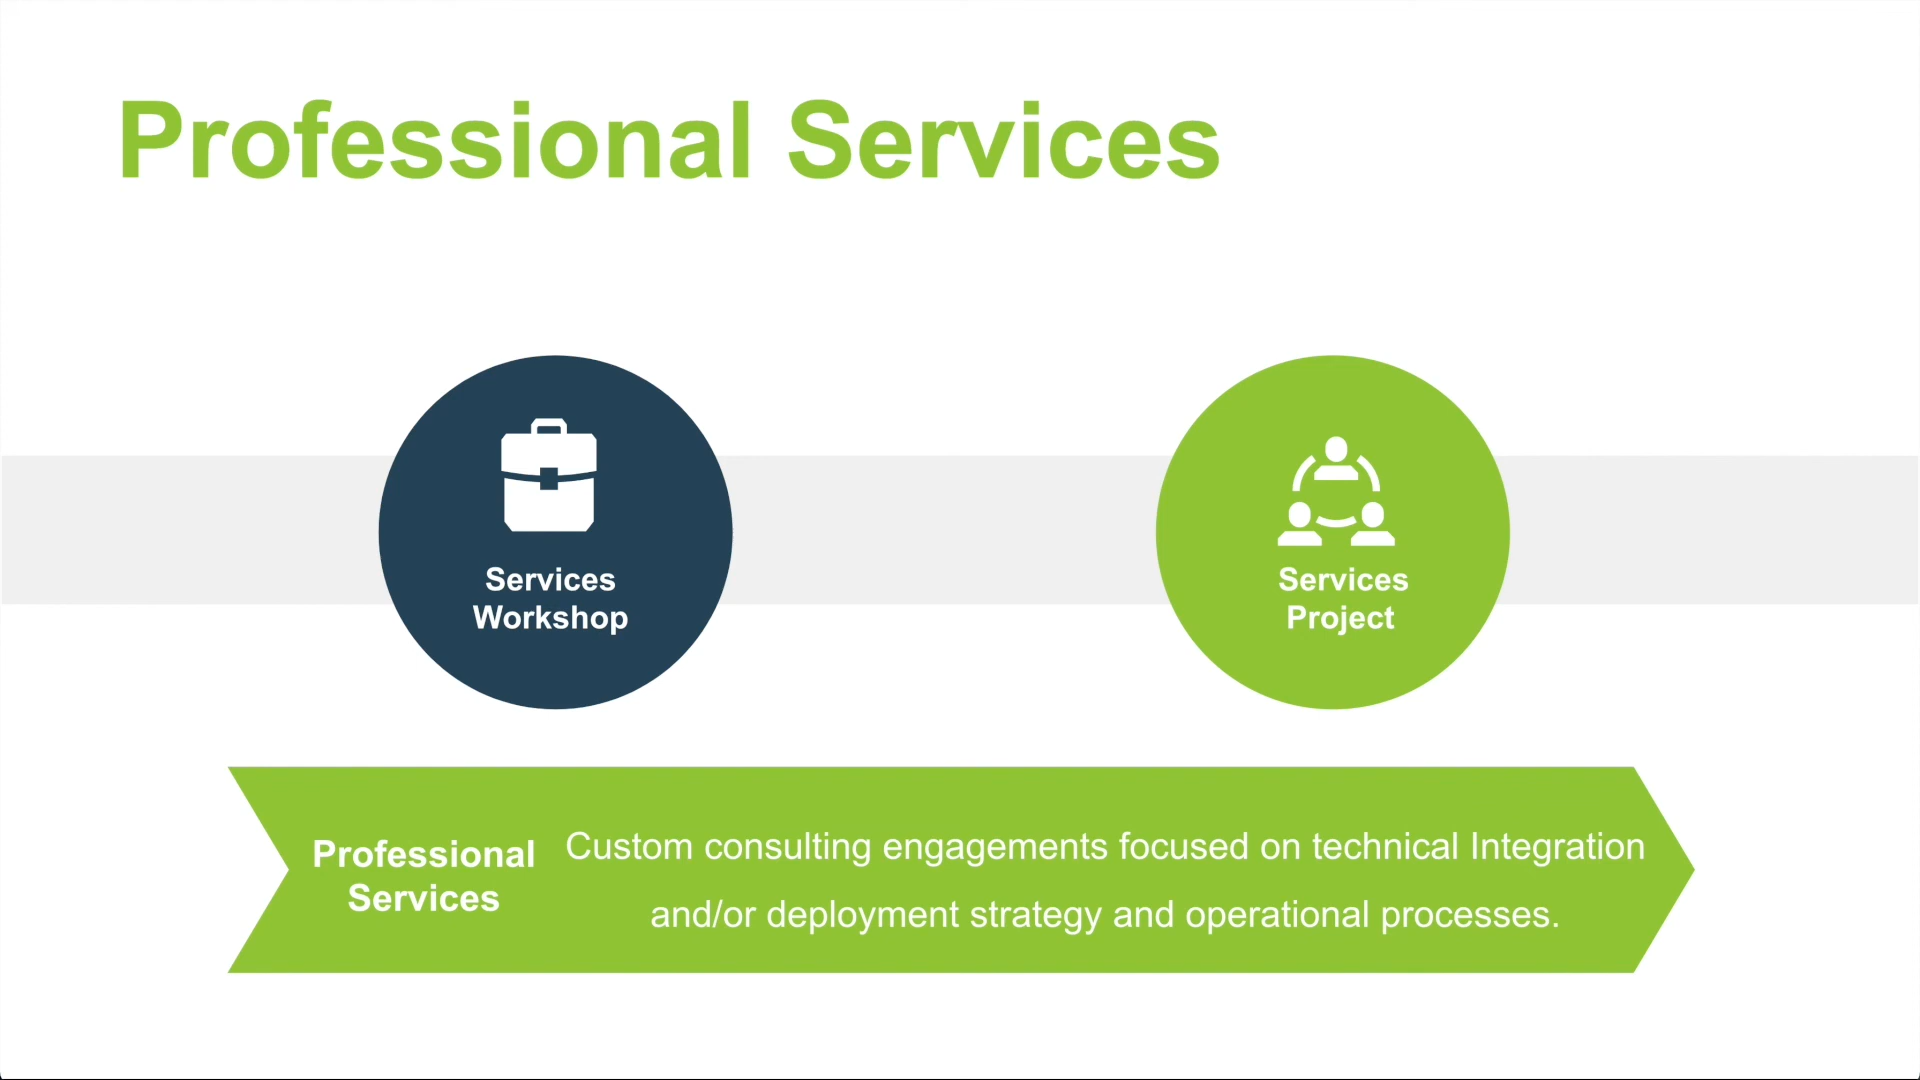 Professional Services
Services
Workshop
Services
Project
Professional
Services
Custom consulting engagements focused on technical Integration
and/or deployment strategy and operational processes.